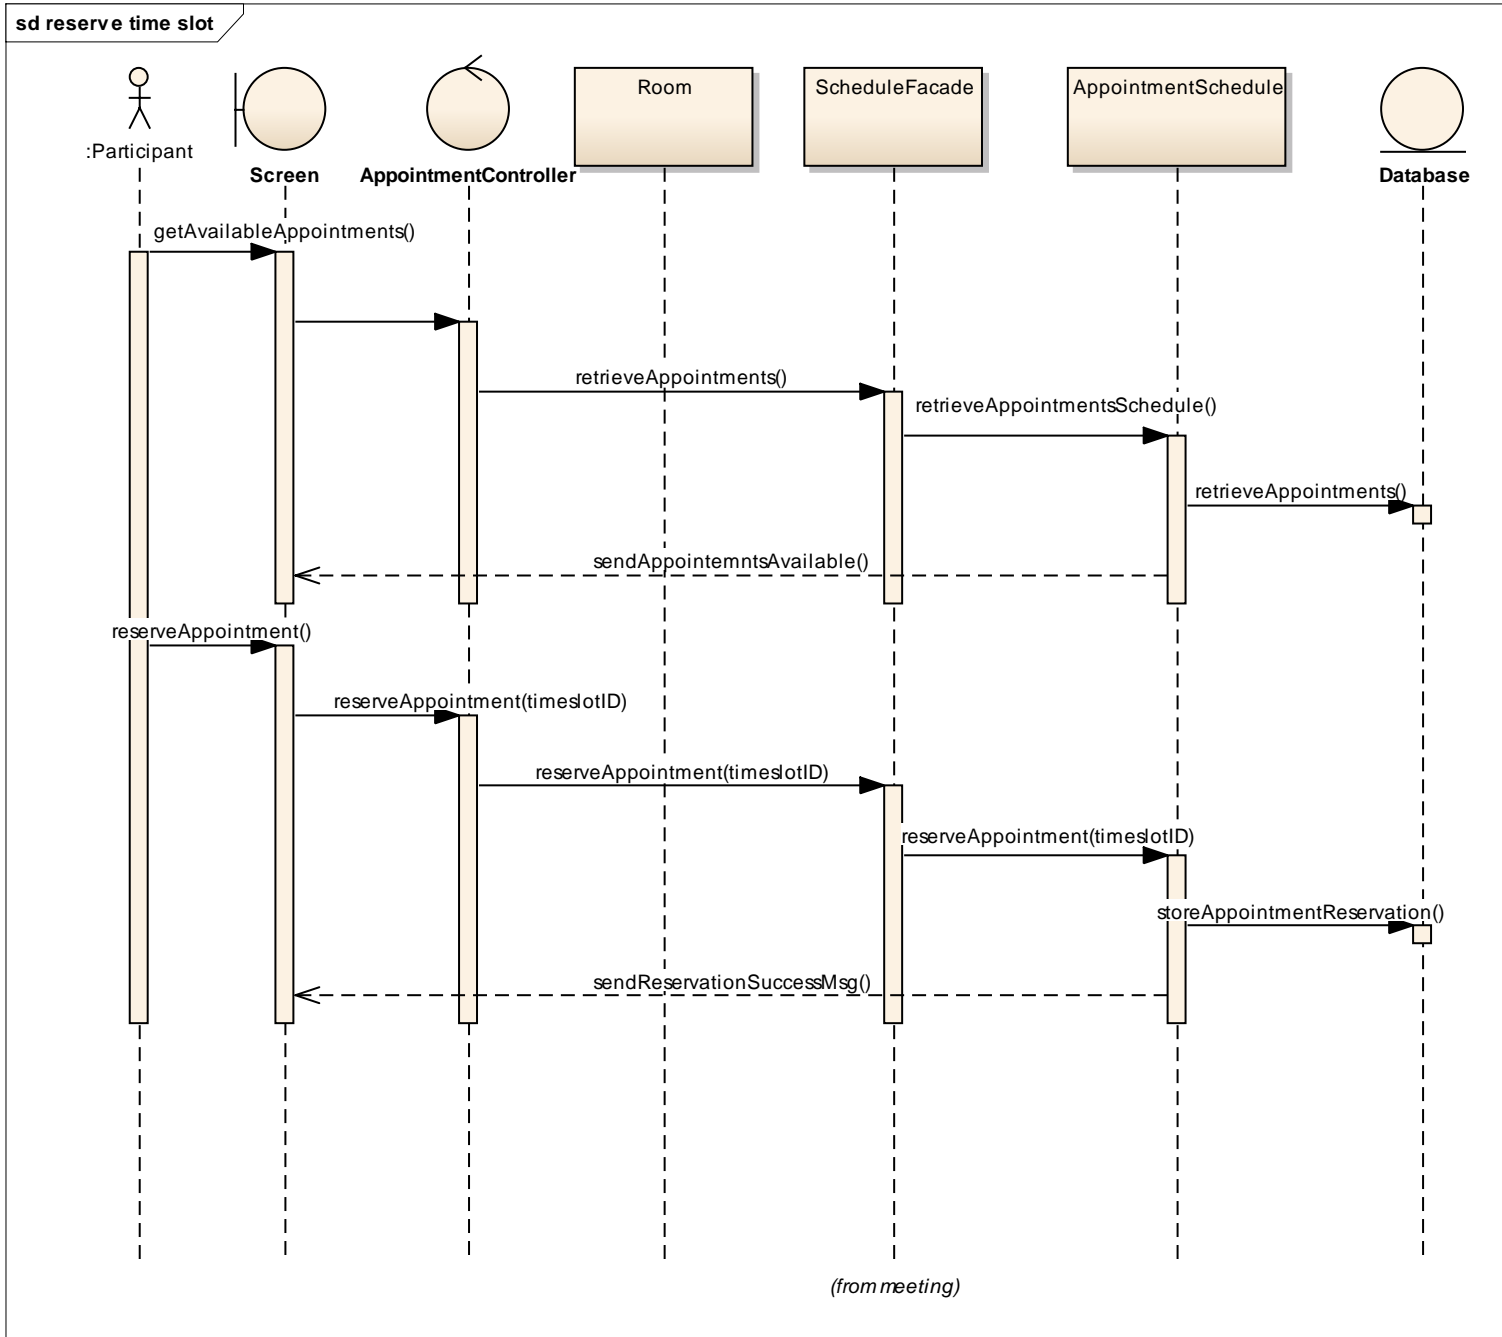 sd reserve time slot
Room
ScheduleFacade
AppointmentSchedule
:Participant
Screen
AppointmentController
Database
getAvailableAppointments()
retrieveAppointments()
retrieveAppointmentsSchedule()
retrieveAppointments()
sendAppointemntsAvailable()
reserveAppointment()
reserveAppointment(timeslotID)
reserveAppointment(timeslotID)
reserveAppointment(timeslotID)
storeAppointmentReservation()
sendReservationSuccessMsg()
(from meeting)